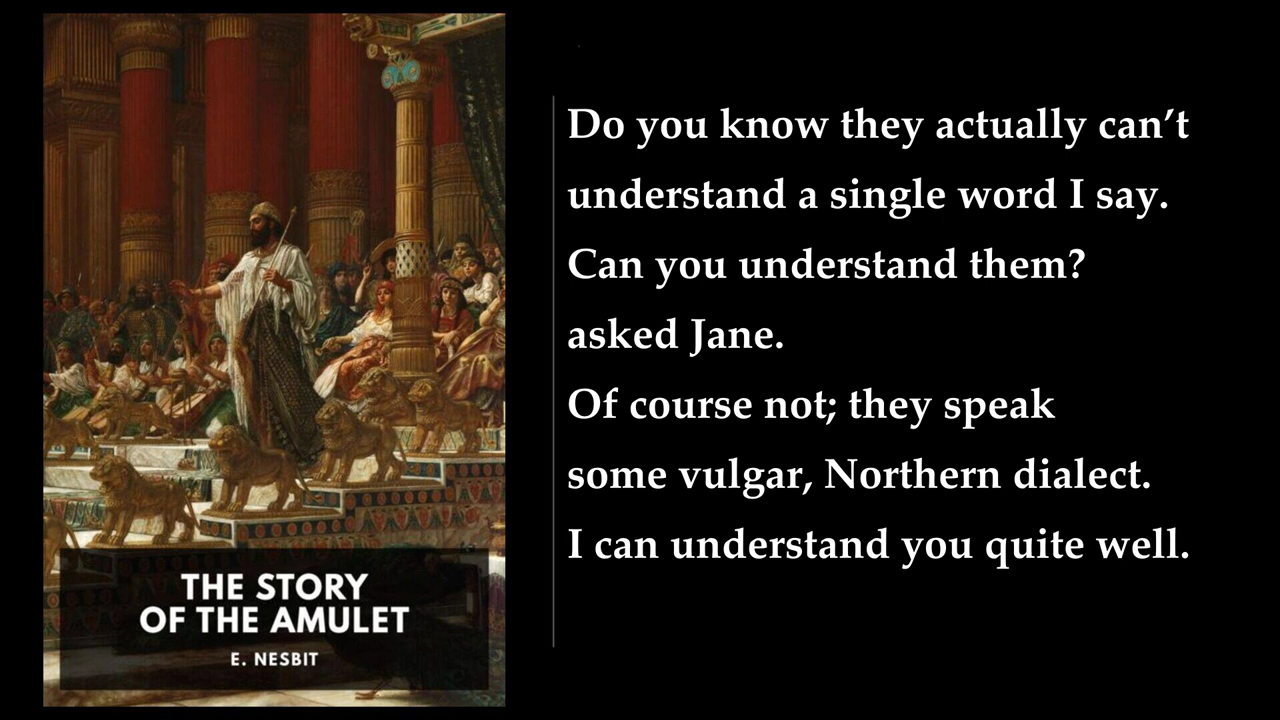 THE STORY
OF THE AMULET
E. NESBIT
Do you know they actually can’t
understand a single word I say.
Can you understand them?
asked Jane.
Of course not; they speak
some vulgar, Northern dialect.
I can understand you quite well.